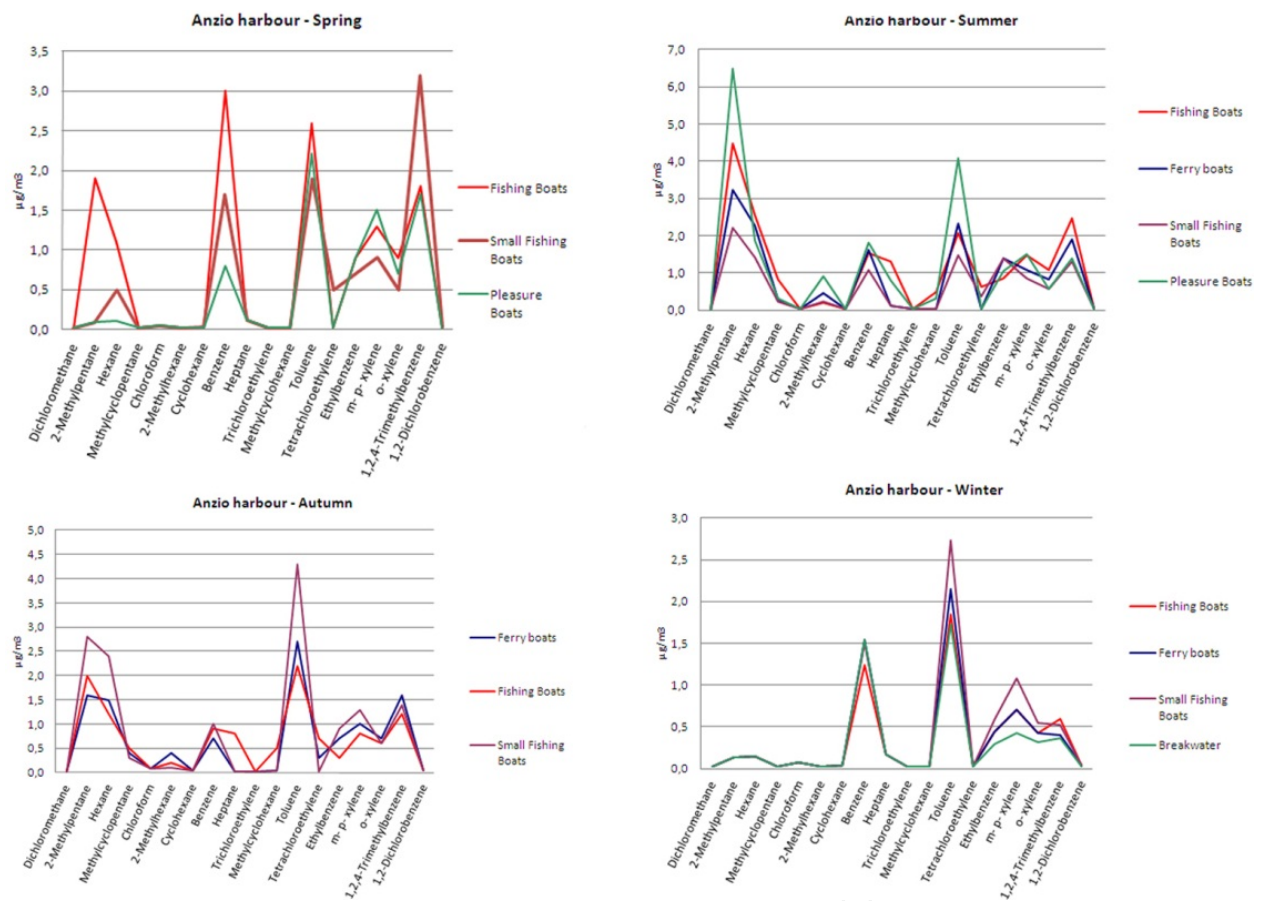 Anzio harbour - Spring
3,5
3,0
2,5
2,0
1,5
1,0
0,5
0,0
µg/m3
Dichloromethane
2-Methylpentane
Hexane
Methylcyclopentane
Chloroform
2-Methylhexane
Cyclohexane
Benzene
Heptane
Trichloroethylene
Methylcyclohexane
Toluene
Tetrachloroethylene
Ethylbenzene
m- p- xylene
o- xylene
1,2,4-Trimethylbenzene
1,2-Dichlorobenzene
Fishing Boats
Small Fishing
Boats
Pleasure
Boats
Anzio harbour - Summer
7,0
6,0
5,0
4,0
3,0
2,0
1,0
0,0
µg/m3
Dichloromethane
2-Methylpentane
Hexane
Methylcyclopentane
Chloroform
2-Methylhexane
Cyclohexane
Benzene
Heptane
Trichloroethylene
Methylcyclohexane
Toluene
Tetrachloroethylene
Ethylbenzene
m- p- xylene
o- xylene
1,2,4-Trimethylbenzene
1,2-Dichlorobenzene
Fishing Boats
Ferry boats
Small Fishing
Boats
Pleasure Boats
Anzio harbour - Autumn
5,0
4,5
4,0
3,5
3,0
2,5
2,0
1,5
1,0
0,5
0,0
µg/m3
Dichloromethane
2-Methylpentane
Hexane
Methylcyclopentane
Chloroform
2-Methylhexane
Cyclohexane
Benzene
Heptane
Trichloroethylene
Methylcyclohexane
Toluene
Tetrachloroethylene
Ethylbenzene
m- p- xylene
o- xylene
1,2,4-Trimethylbenzene
1,2-Dichlorobenzene
Ferry boats
Fishing Boats
Small Fishing
Boats
Anzio harbour - Winter
3,0
2,5
2,0
1,5
1,0
0,5
0,0
µg/m3
Dichloromethane
2-Methylpentane
Hexane
Methylcyclopentane
Chloroform
2-Methylhexane
Cyclohexane
Benzene
Heptane
Trichloroethylene
Methylcyclohexane
Toluene
Tetrachloroethylene
Ethylbenzene
m- p- xylene
o- xylene
1,2,4-Trimethylbenzene
1,2-Dichlorobenzene
Fishing Boats
Ferry boats
Small Fishing
Boats
Breakwater